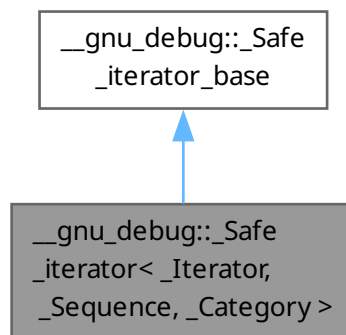 __gnu_debug::_Safe
_iterator_base
__gnu_debug::_Safe
_iterator< _Iterator,
_Sequence, _Category >